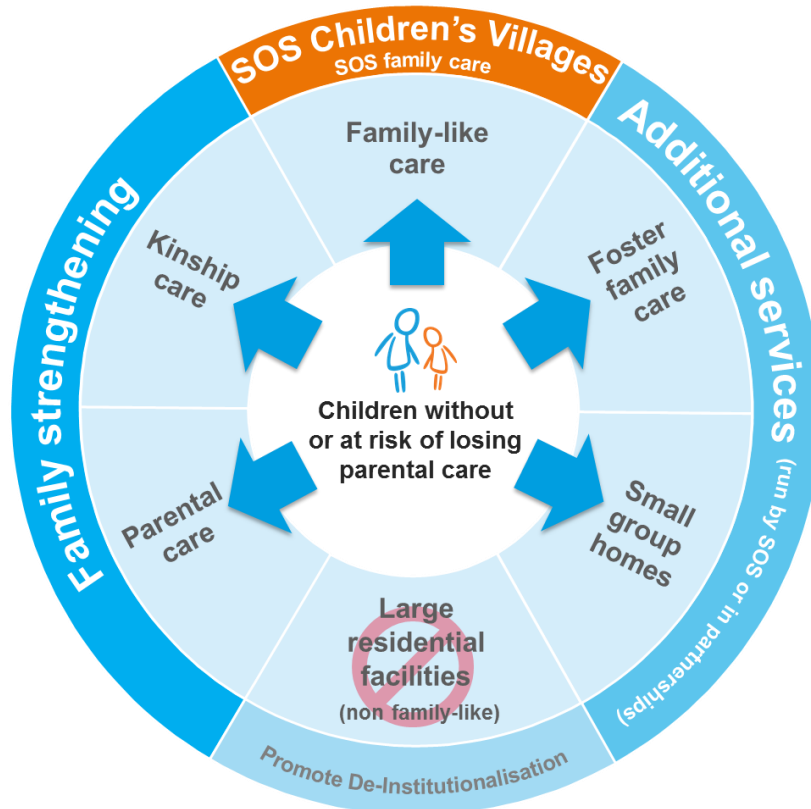 SOS Children's Villages
SOS family care
Family strengthening
Additional services
(run by SOS or in partnerships)
Family-like
care
Kinship
care
Foster
family
care
Children without
or at risk of losing
parental care
Parental
care
Small
group
homes
Large
residential
facilities
(non family-like)
Promote De-Institutionalisation